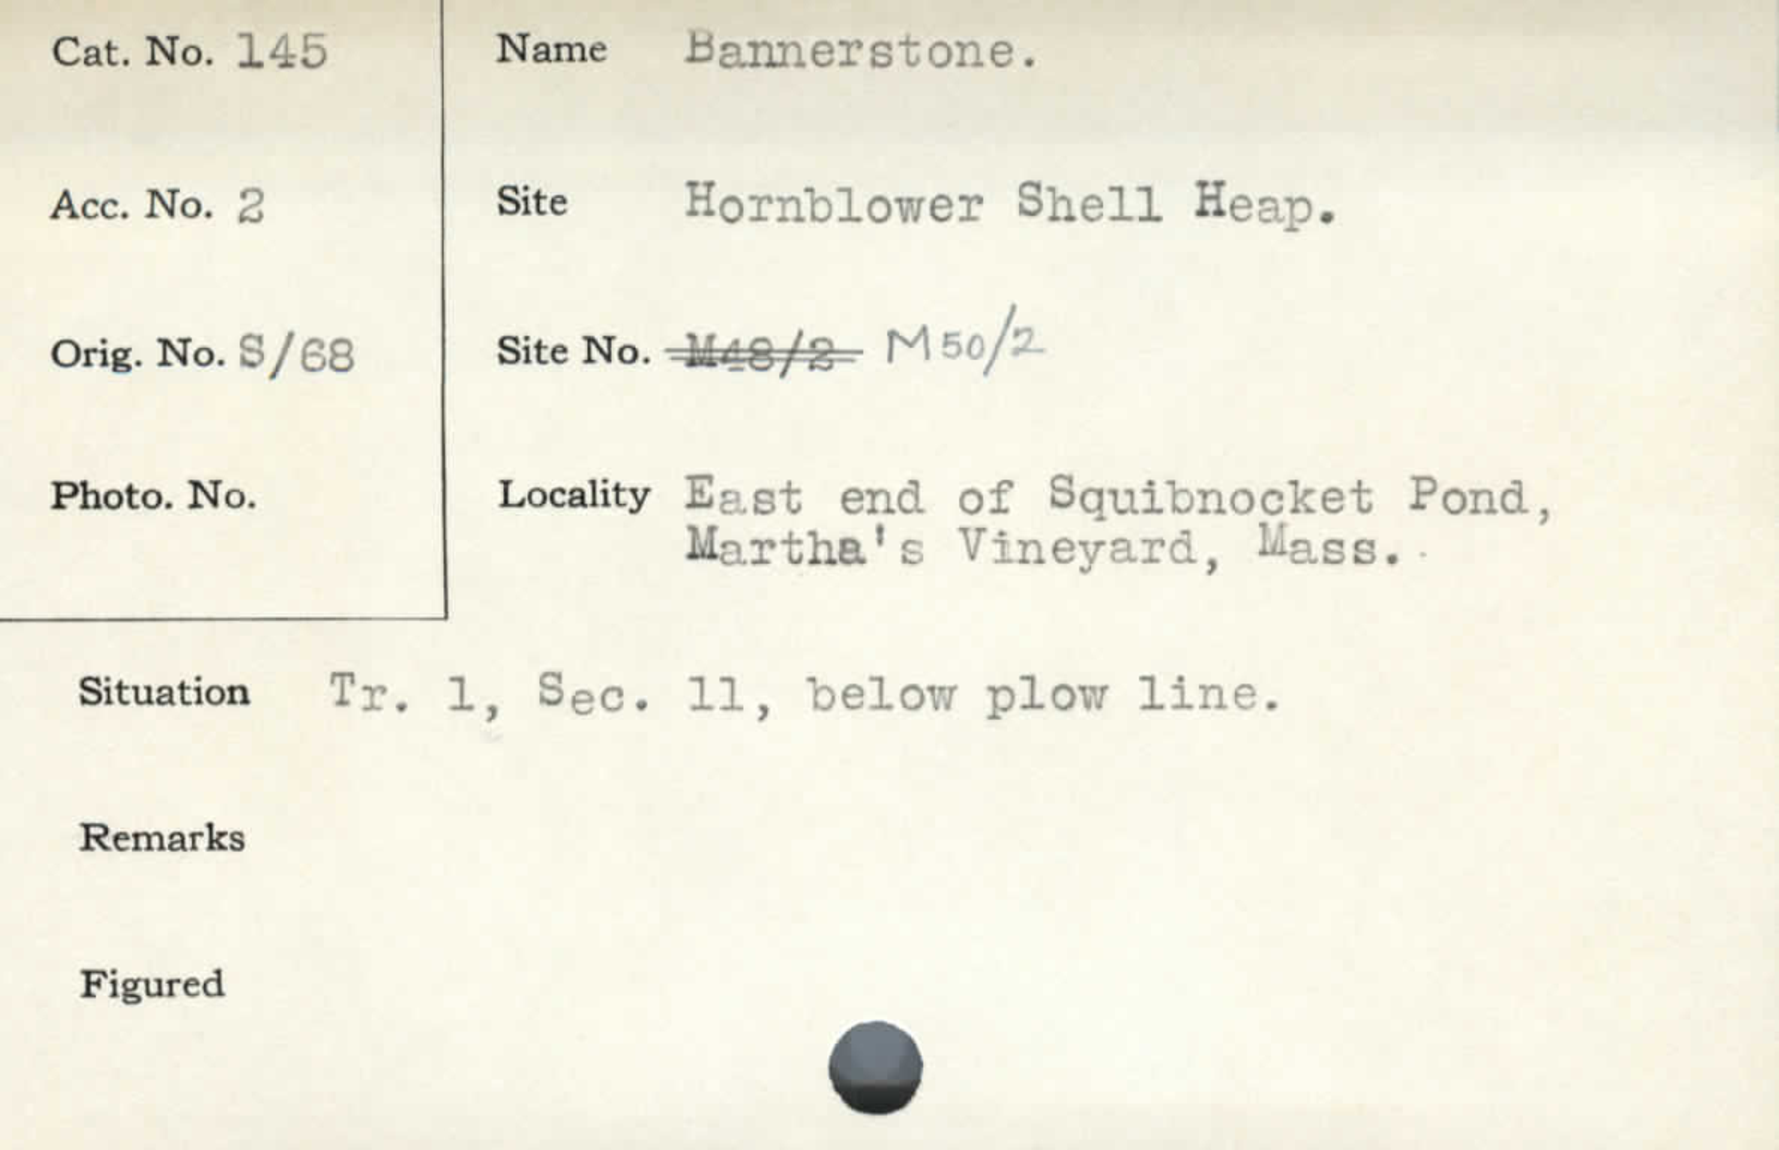 Cat. No. 145
Name Bannerstone.
Acc. No. 2
Site Hornblower Shell Heap.
Orig. No. S/68
Site No. M48/2 M50/2
Photo. No.
Locality East end of Squibnocket Pond,
Martha's Vineyard, Mass.
Situation Tr. 1, Sec. 11, below plow line.
Remarks
Figured